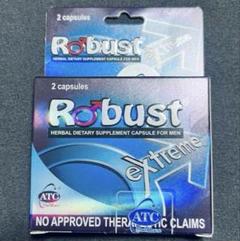 2 capsules
Robust
HERBAL DIETARY SUPPLEMENT CAPSULE FOR MEN
2 capsules
Robust
HERBAL DIETARY SUPPLEMENT CAPSULE FOR MEN
eXtreme
ATC
ATC
NO APPROVED THERAPEUTIC CLAIMS